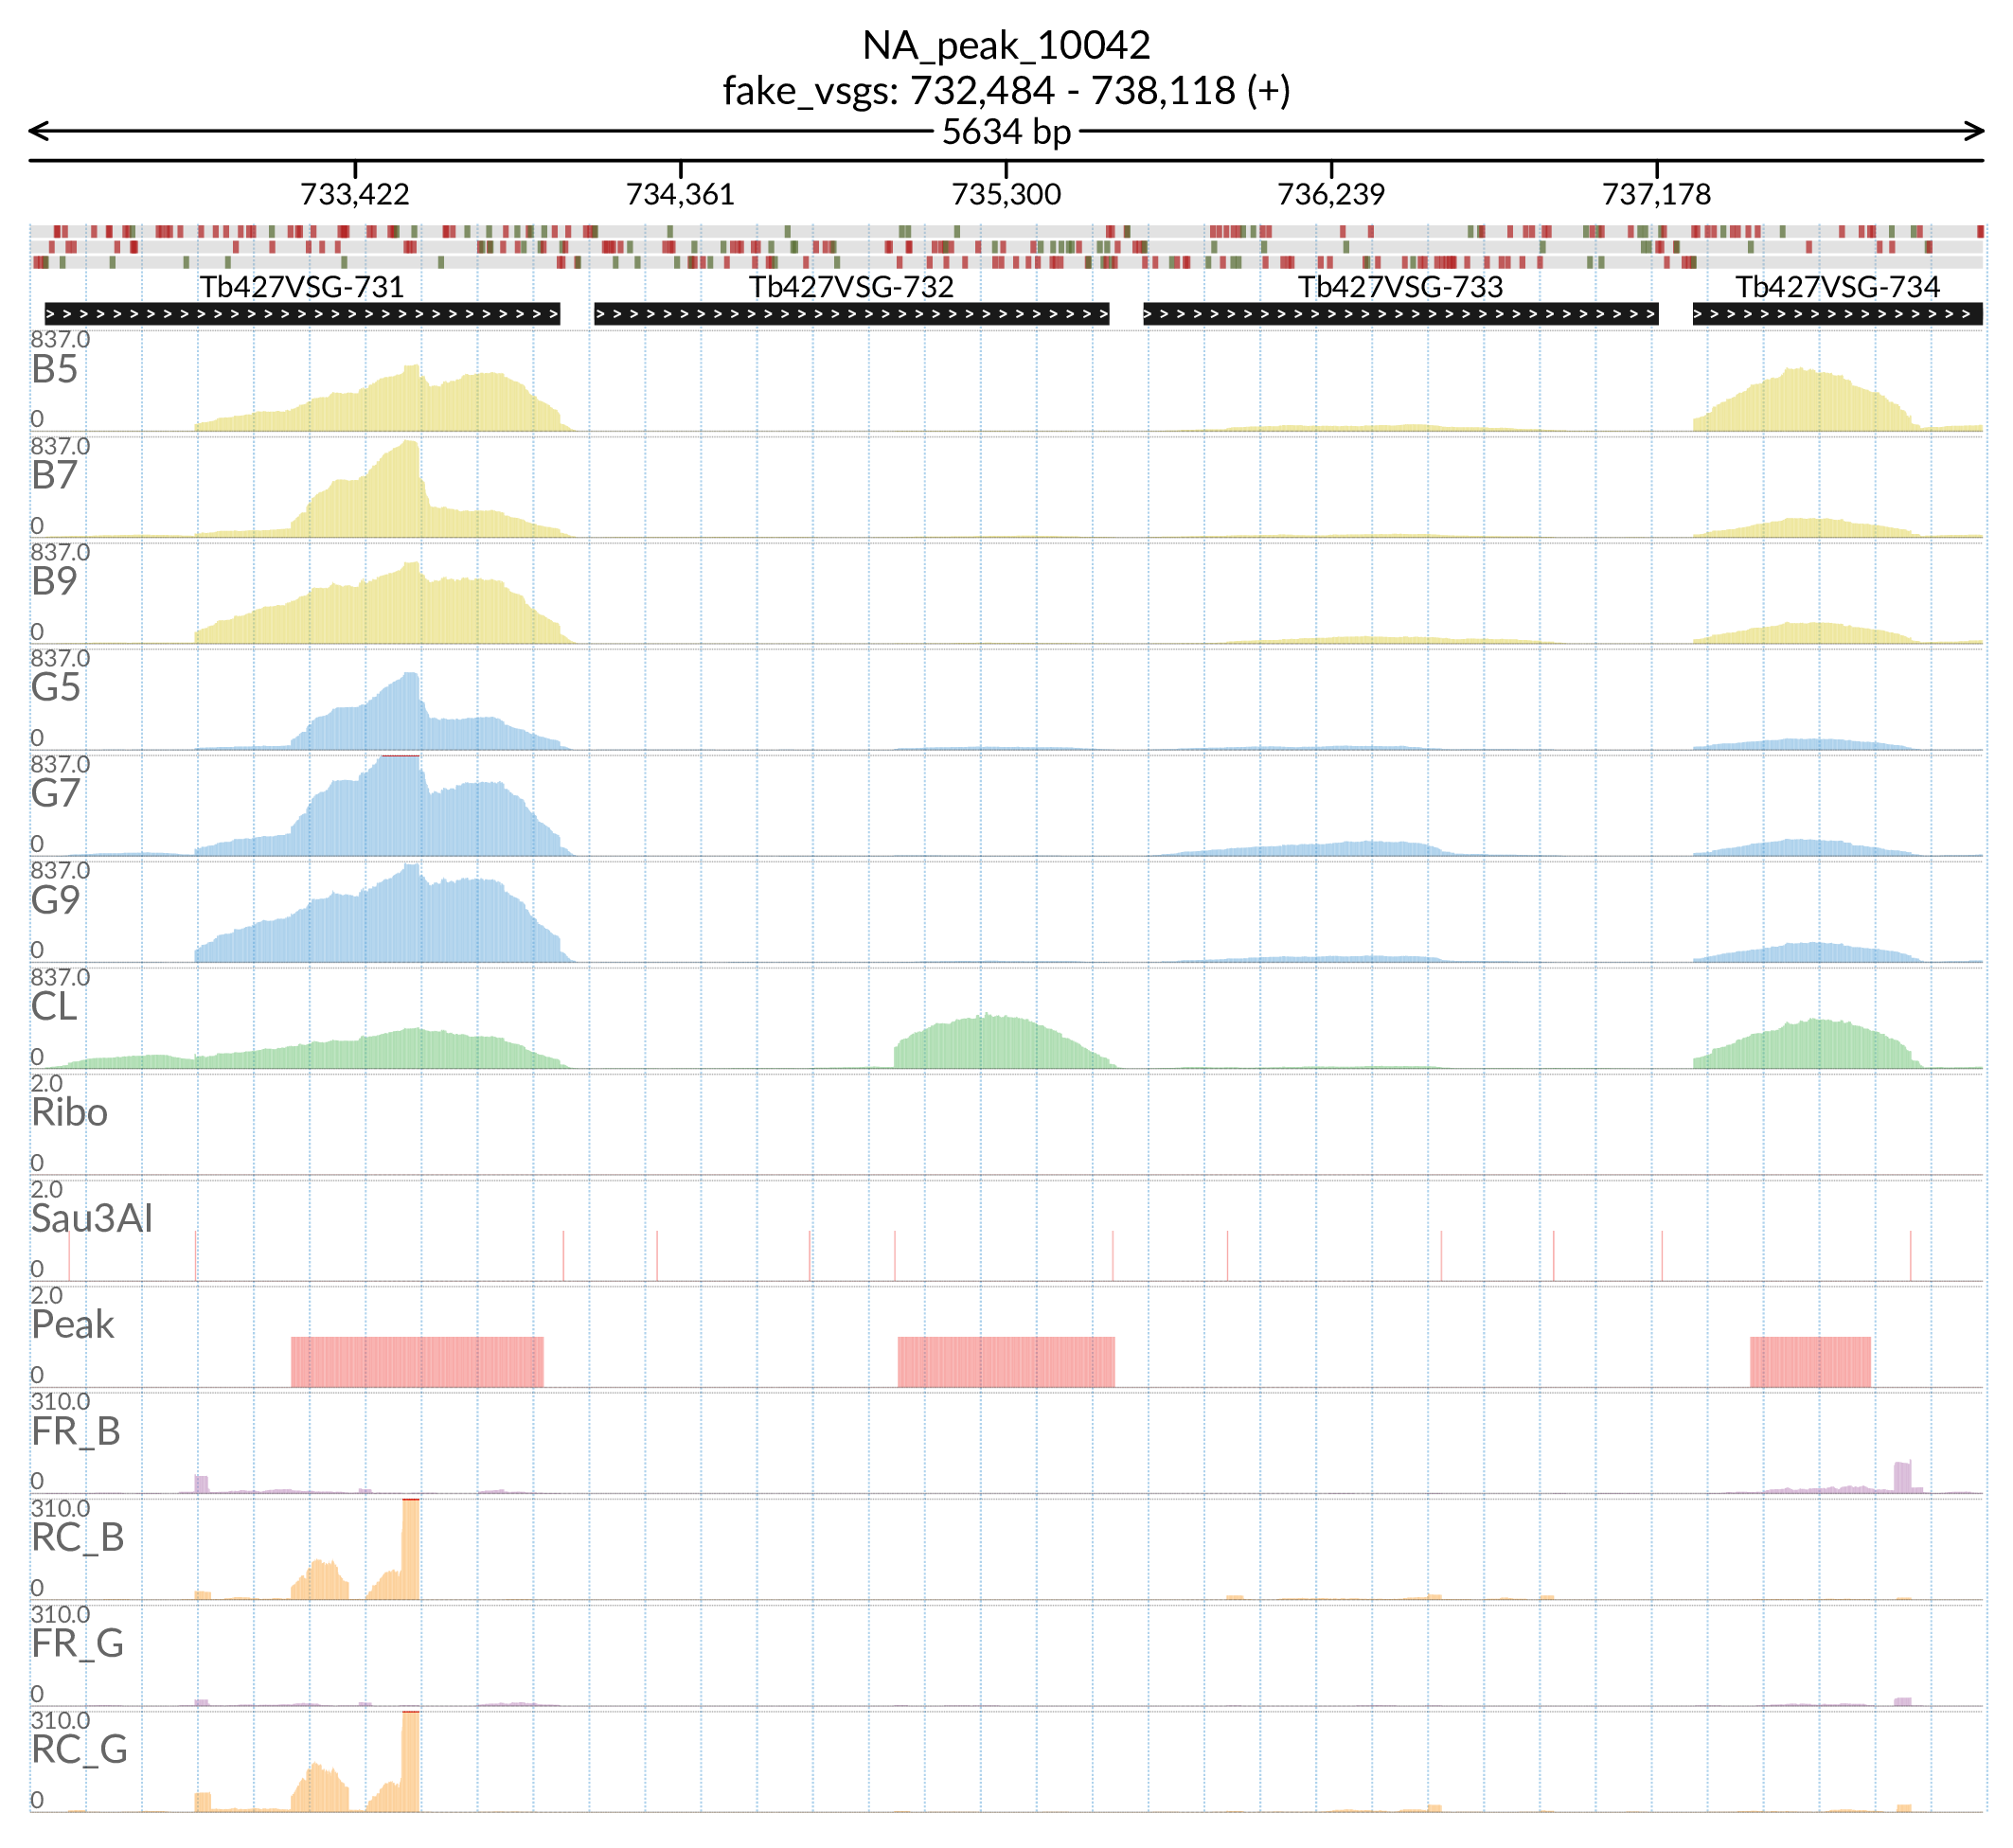 NA_peak_10042
fake_vsgs: 732,484 - 738,118 (+)
5634 bp
733,422 734,361 735,300 736,239 737,178
Tb427VSG-731 Tb427VSG-732 Tb427VSG-733 Tb427VSG-734
837.0
B5
0
837.0
B7
0
837.0
B9
0
837.0
G5
0
837.0
G7
0
837.0
G9
0
837.0
CL
0
2.0
Ribo
0
2.0
Sau3AI
0
2.0
Peak
0
310.0
FR_B
0
310.0
RC_B
0
310.0
FR_G
0
310.0
RC_G
0